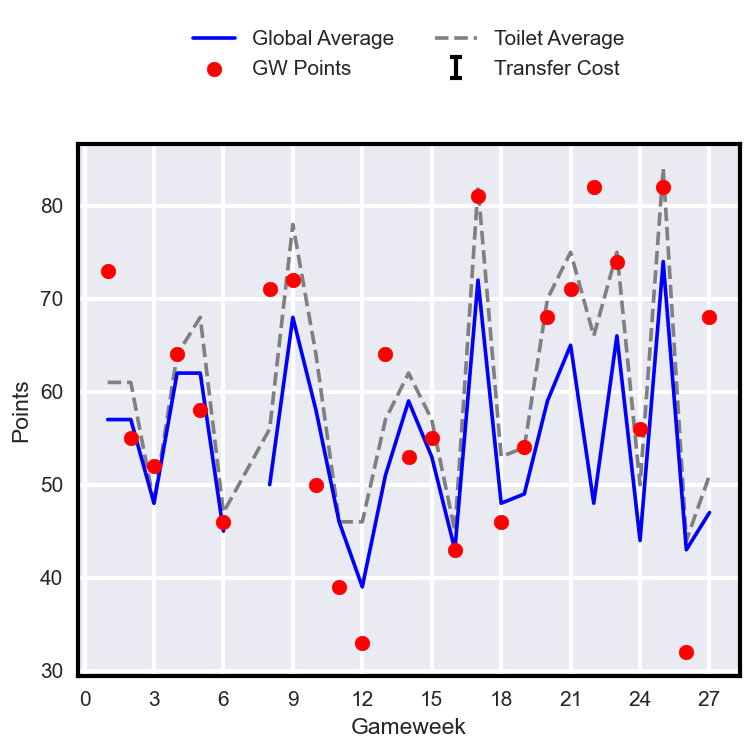 Global Average
Toilet Average
GW Points
Transfer Cost
80
70
60
50
40
30
Points
0 3 6 9 12 15 18 21 24 27
Gameweek